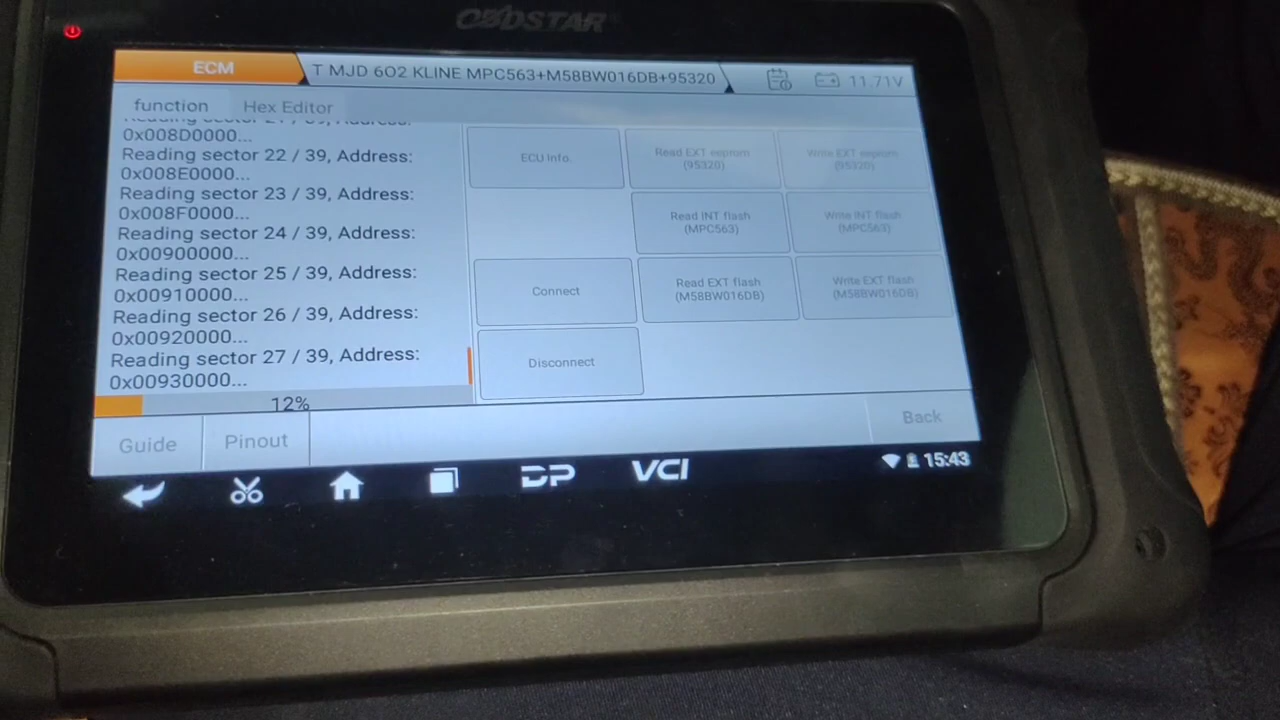 OBDSTAR
ECM
T MJD 6O2 KLINE MPC563+M58BW016DB+95320
11.71V
function
Hex Editor
0x008D0000...
Reading sector 22 / 39, Address:
0x008E0000...
Reading sector 23 / 39, Address:
0x008F0000...
Reading sector 24 / 39, Address:
0x00900000...
Reading sector 25 / 39, Address:
0x00910000...
Reading sector 26 / 39, Address:
0x00920000...
Reading sector 27 / 39, Address:
0x00930000...
12%
ECU Info.
Read EXT eeprom
(95320)
Write EXT eeprom
(95320)
Read INT flash
(MPC563)
Write INT flash
(MPC563)
Connect
Read EXT flash
(M58BW016DB)
Write EXT flash
(M58BW016DB)
Disconnect
Guide
Pinout
Back
DP
VCI
15:43